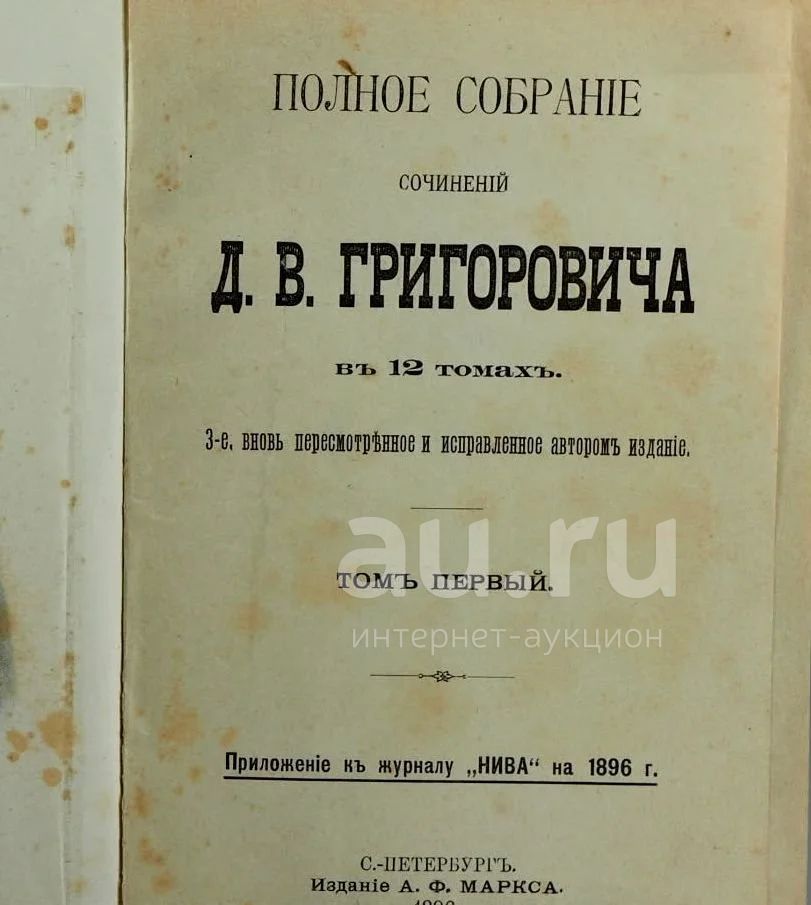 ПОЛНОЕ СОБРАНІЕ
СОЧИНЕНІЙ
Д. В. ГРИГОРОВИЧА
въ 12 томахъ.
3-е, вновь пересмотрѣнное и исправленное авторомъ изданіе.
au.ru
ТОМЪ ПЕРВЫЙ.
интернет-аукцион
Приложеніе къ журналу „НИВА“ на 1896 г.
С.-ПЕТЕРБУРГЪ.
Изданіе А. Ф. МАРКСА.